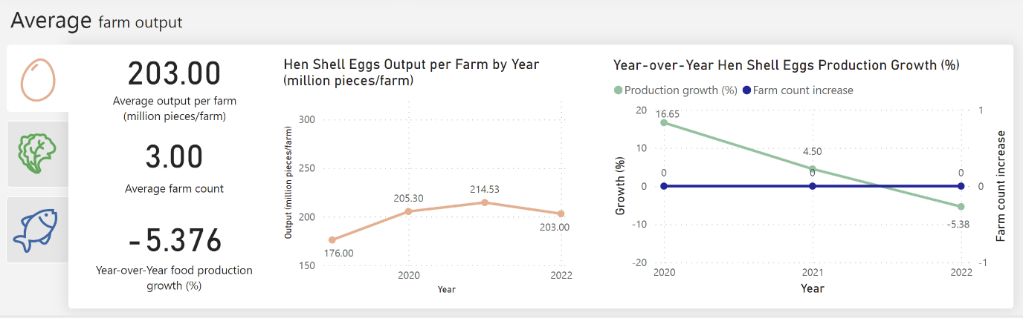 Average farm output
203.00
Average output per farm
(million pieces/farm)
3.00
Average farm count
-5.376
Year-over-Year food production
growth (%)
Hen Shell Eggs Output per Farm by Year
(million pieces/farm)
Output (million pieces/farm)
300
250
200
150
176.00
205.30
214.53
203.00
2020
2022
Year
Year-over-Year Hen Shell Eggs Production Growth (%)
Production growth (%)
Farm count increase
Growth (%)
20
10
0
-10
-20
16.65
4.50
-5.38
0
0
0
1
0
-1
Farm count increase
2020
2021
2022
Year